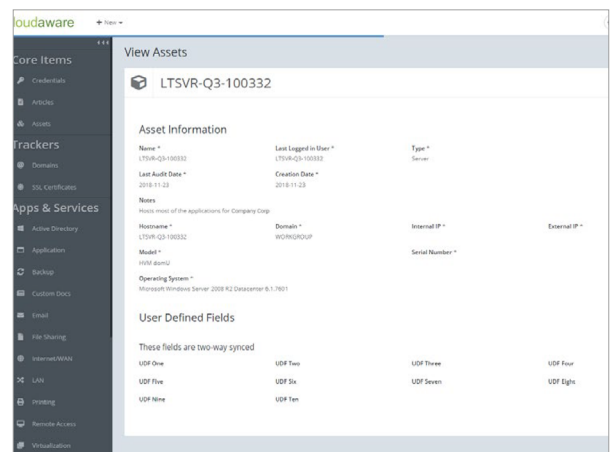 loudaware
+ New
View Assets
Core Items
Credentials
Articles
Assets
Trackers
Domains
SSL Certificates
Apps & Services
Active Directory
Application
Backup
Custom Docs
Email
File Sharing
Internet/WAN
LAN
Printing
Remote Access
Virtualization
LTSVR-Q3-100332
Asset Information
Name * Last Logged in User * Type *
LTSVR-Q3-100332 LTSVR-Q3-100332 Server
Last Audit Date * Creation Date *
2018-11-23 2018-11-23
Notes
Hosts most of the applications for Company Corp
Hostname * Domain * Internal IP * External IP *
LTSVR-Q3-100332 WORKGROUP
Model * Serial Number *
HVM domU
Operating System *
Microsoft Windows Server 2008 R2 Datacenter 6.1.7601
User Defined Fields
These fields are two-way synced
UDF One UDF Two UDF Three UDF Four
UDF Five UDF Six UDF Seven UDF Eight
UDF Nine UDF Ten